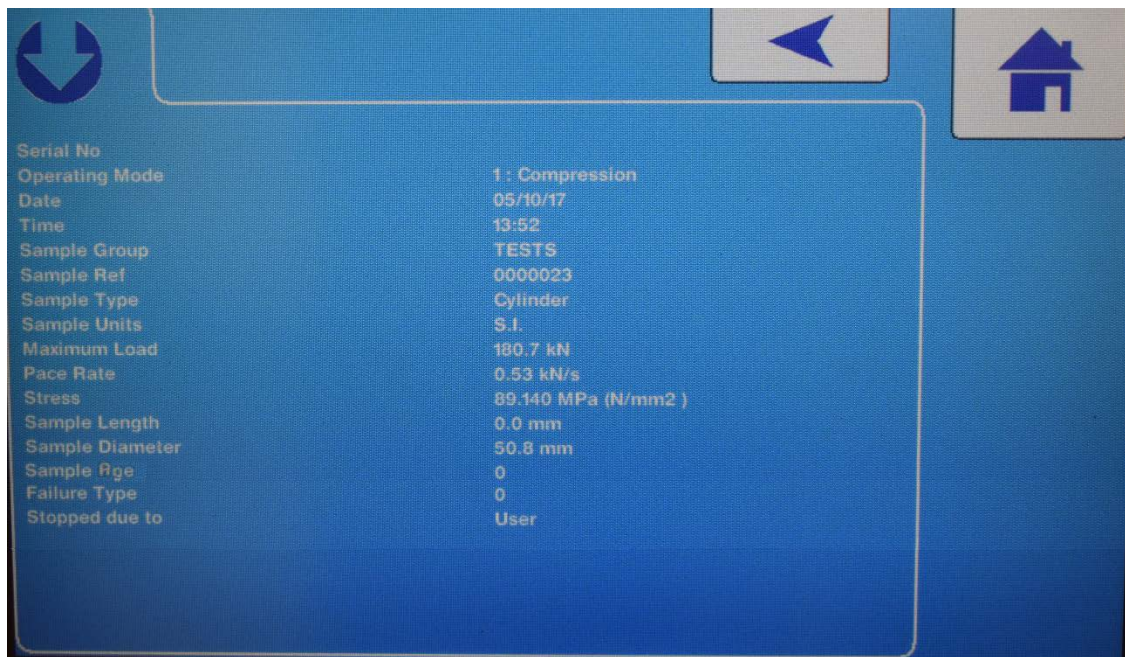 Serial No
Operating Mode 1 : Compression
Date 05/10/17
Time 13:52
Sample Group TESTS
Sample Ref 0000023
Sample Type Cylinder
Sample Units S.I.
Maximum Load 180.7 kN
Pace Rate 0.53 kN/s
Stress 89.140 MPa (N/mm2 )
Sample Length 0.0 mm
Sample Diameter 50.8 mm
Sample Age 0
Failure Type 0
Stopped due to User